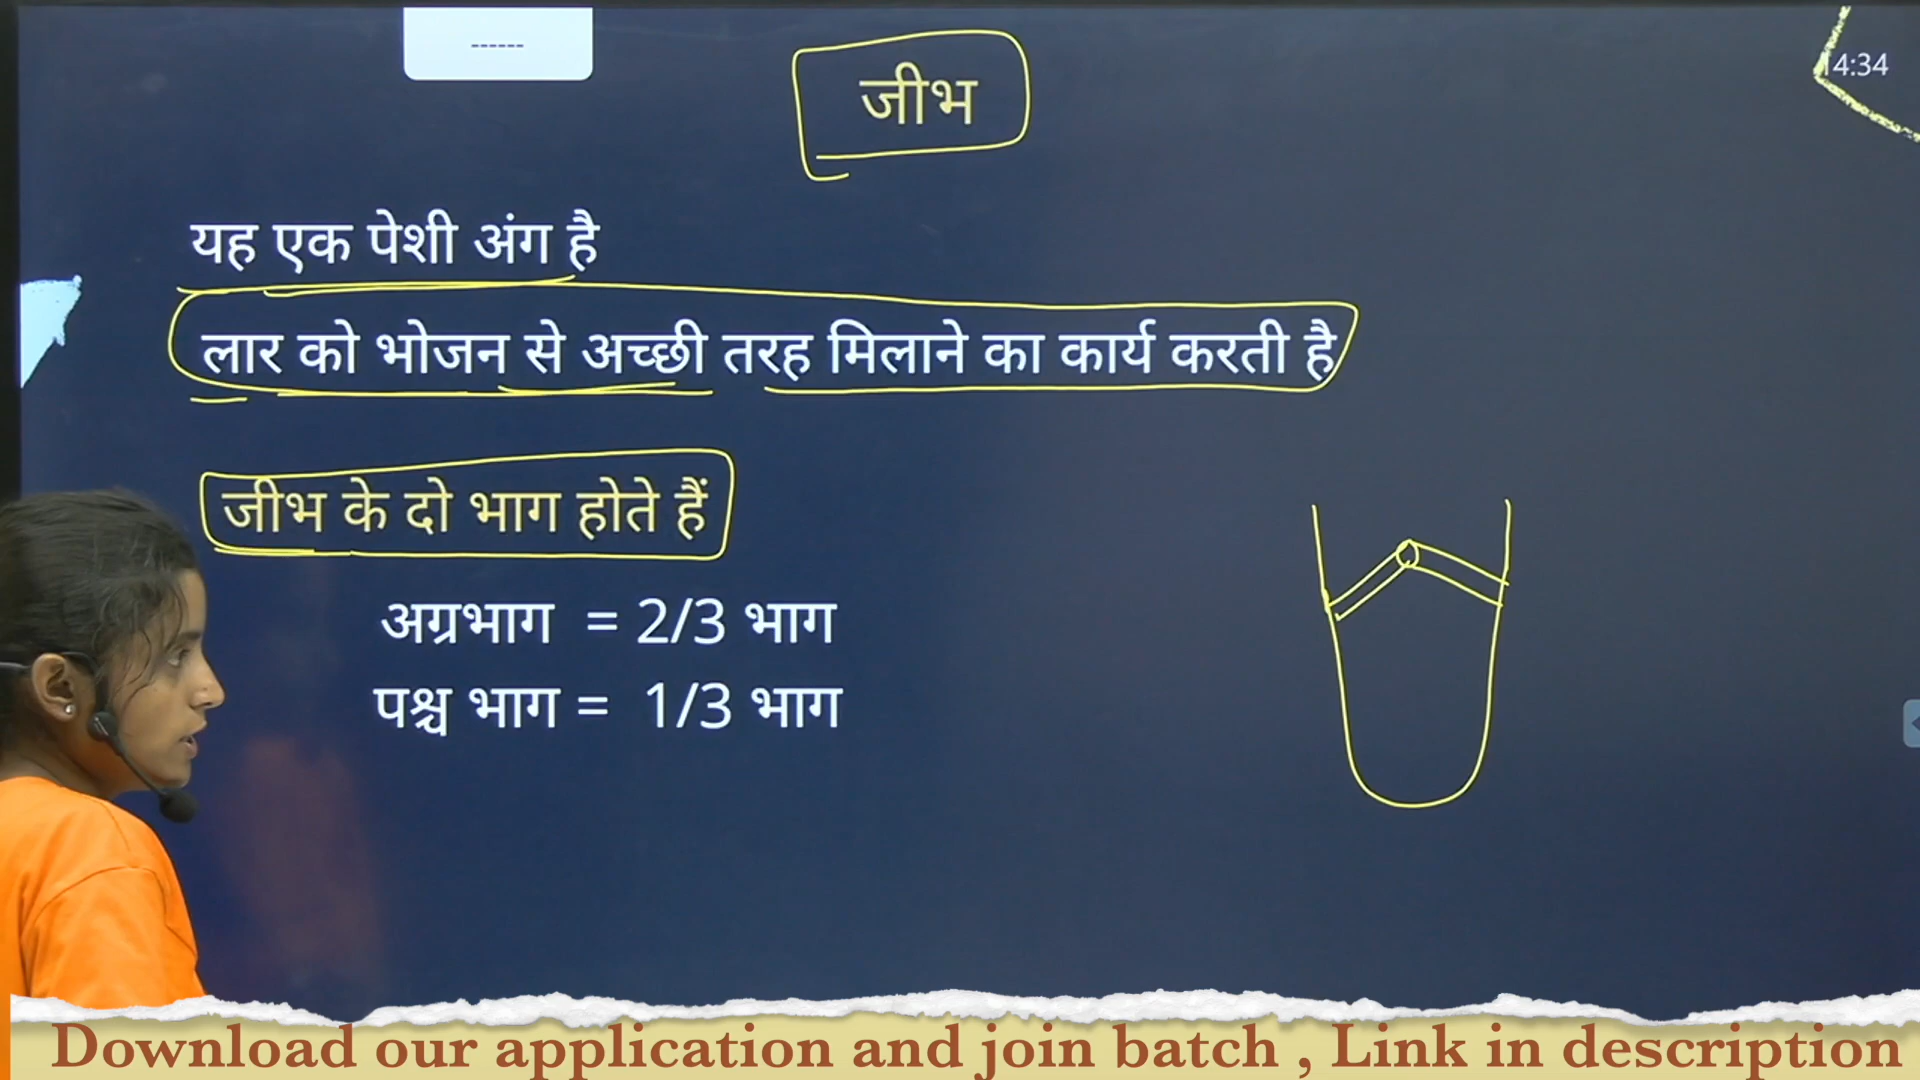 ------
जीभ
4:34
यह एक पेशी अंग है
लार को भोजन से अच्छी तरह मिलाने का कार्य करती है
जीभ के दो भाग होते हैं
अग्रभाग = 2/3 भाग
पश्च भाग = 1/3 भाग
Download our application and join batch , Link in description